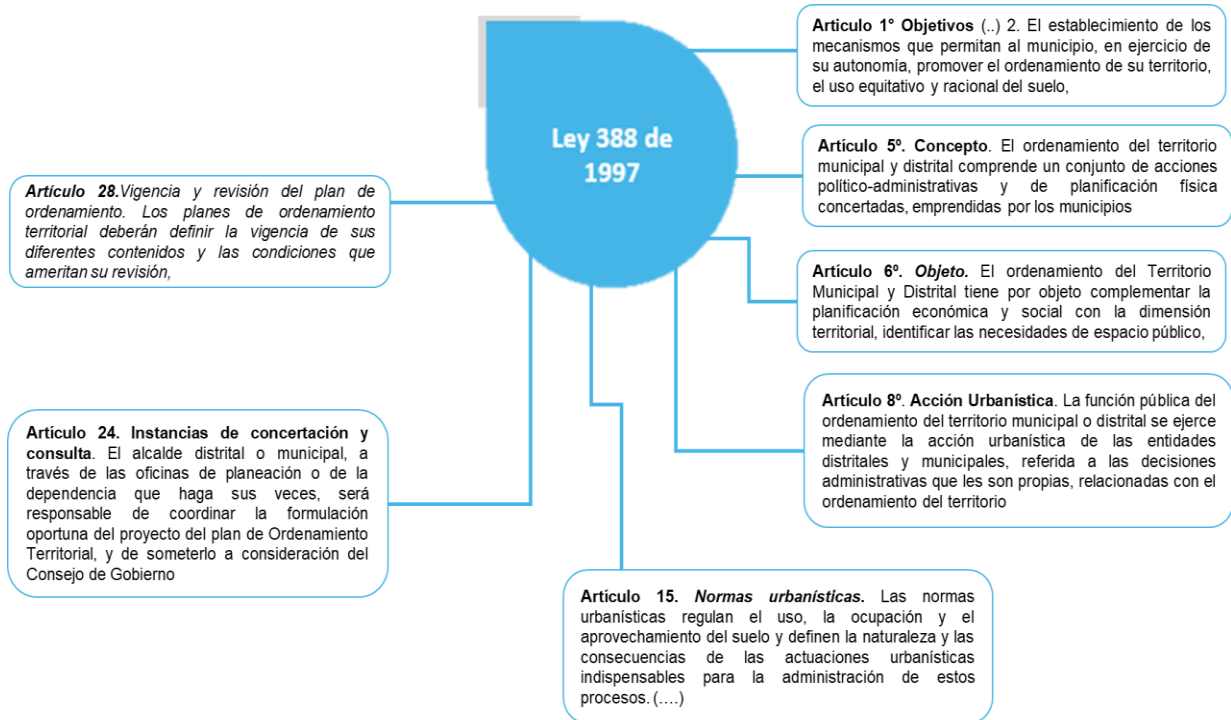 Ley 388 de
1997
Artículo 1° Objetivos (..) 2. El establecimiento de los
mecanismos que permitan al municipio, en ejercicio de
su autonomía, promover el ordenamiento de su territorio,
el uso equitativo y racional del suelo,
Artículo 5º. Concepto. El ordenamiento del territorio
municipal y distrital comprende un conjunto de acciones
político-administrativas y de planificación física
concertadas, emprendidas por los municipios
Artículo 6º. Objeto. El ordenamiento del Territorio
Municipal y Distrital tiene por objeto complementar la
planificación económica y social con la dimensión
territorial, identificar las necesidades de espacio público,
Artículo 8º. Acción Urbanística. La función pública del
ordenamiento del territorio municipal o distrital se ejerce
mediante la acción urbanística de las entidades
distritales y municipales, referida a las decisiones
administrativas que les son propias, relacionadas con el
ordenamiento del territorio
Artículo 15. Normas urbanísticas. Las normas
urbanísticas regulan el uso, la ocupación y el
aprovechamiento del suelo y definen la naturaleza y las
consecuencias de las actuaciones urbanísticas
indispensables para la administración de estos
procesos. (….)
Artículo 24. Instancias de concertación y
consulta. El alcalde distrital o municipal, a
través de las oficinas de planeación o de la
dependencia que haga sus veces, será
responsable de coordinar la formulación
oportuna del proyecto del plan de Ordenamiento
Territorial, y de someterlo a consideración del
Consejo de Gobierno
Artículo 28.Vigencia y revisión del plan de
ordenamiento. Los planes de ordenamiento
territorial deberán definir la vigencia de sus
diferentes contenidos y las condiciones que
ameritan su revisión,